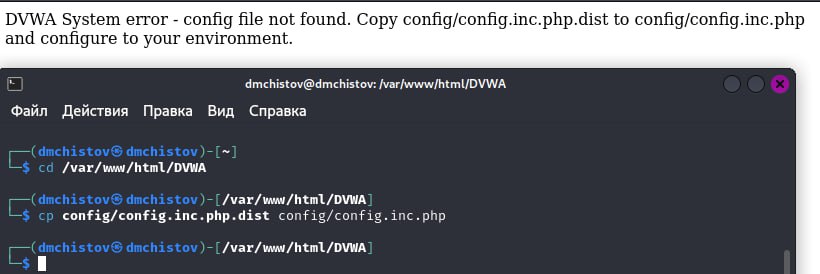 DVWA System error - config file not found. Copy config/config.inc.php.dist to config/config.inc.php
and configure to your environment.
dmchistov@dmchistov: /var/www/html/DVWA
Файл Действия Правка Вид Справка
┌──(dmchistov㉿dmchistov)-[~]
└─$ cd /var/www/html/DVWA
┌──(dmchistov㉿dmchistov)-[/var/www/html/DVWA]
└─$ cp config/config.inc.php.dist config/config.inc.php
┌──(dmchistov㉿dmchistov)-[/var/www/html/DVWA]
└─$